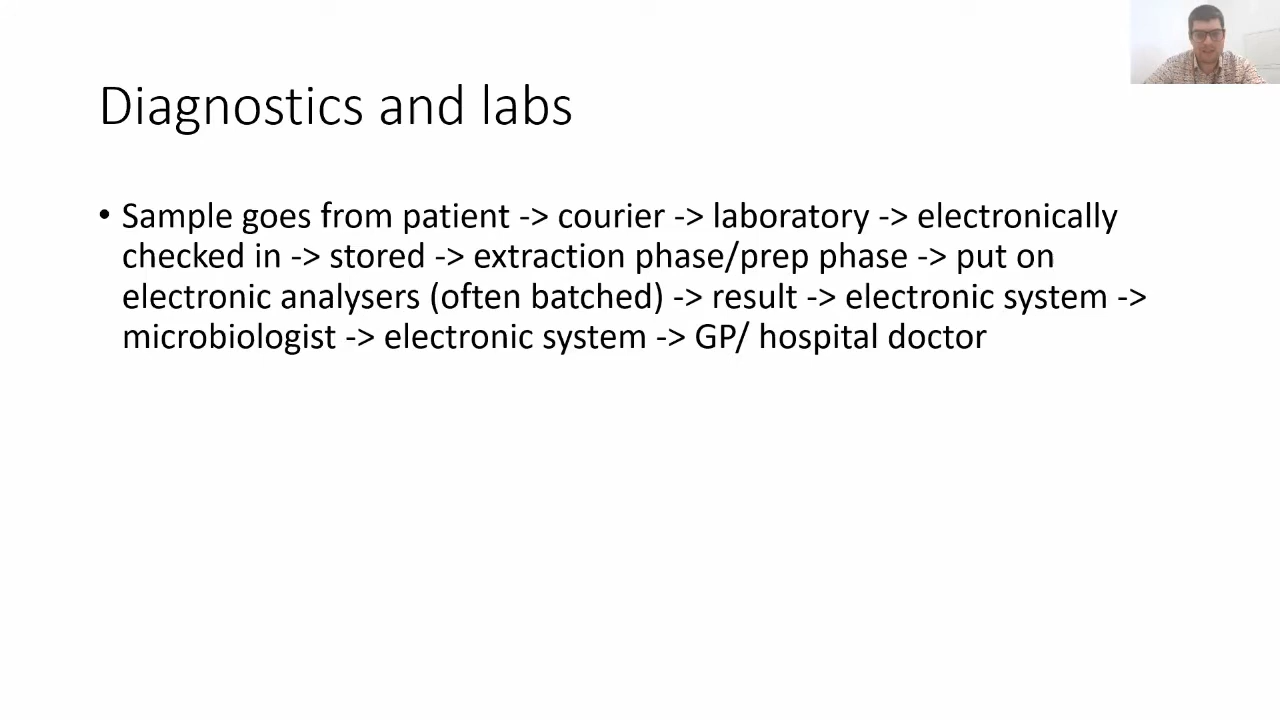 Diagnostics and labs
• Sample goes from patient -> courier -> laboratory -> electronically
checked in -> stored -> extraction phase/prep phase -> put on
electronic analysers (often batched) -> result -> electronic system ->
microbiologist -> electronic system -> GP/ hospital doctor